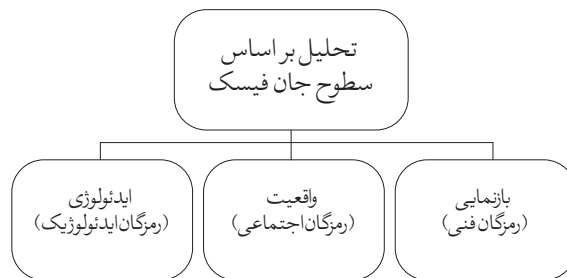 تحلیل بر اساس
سطوح جان فیسک
بازنمایی
(رمزگان فنی)
واقعیت
(رمزگان اجتماعی)
ایدئولوژی
(رمزگان ایدئولوژیک)